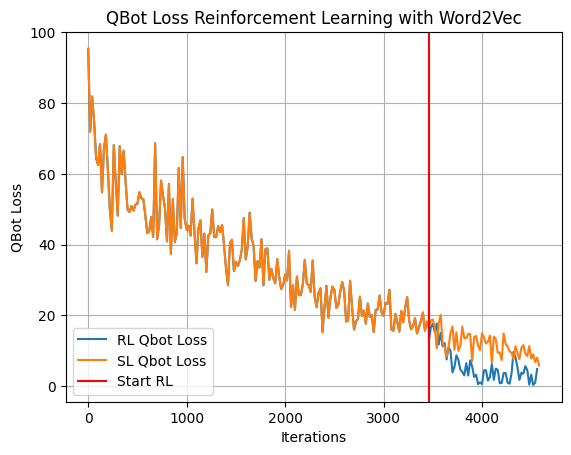 QBot Loss Reinforcement Learning with Word2Vec
100
80
60
40
20
0
QBot Loss
RL Qbot Loss
SL Qbot Loss
Start RL
0 1000 2000 3000 4000
Iterations